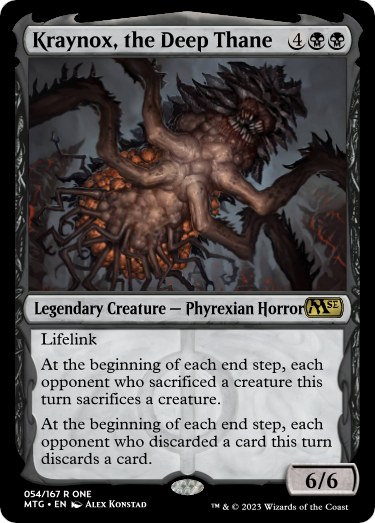 Kraynox, the Deep Thane 4
Legendary Creature — Phyrexian Horror MSE
Lifelink
At the beginning of each end step, each
opponent who sacrificed a creature this
turn sacrifices a creature.
At the beginning of each end step, each
opponent who discarded a card this turn
discards a card.
6/6
054/167 R ONE
MTG • EN Alex Konstad
™ & © 2023 Wizards of the Coast